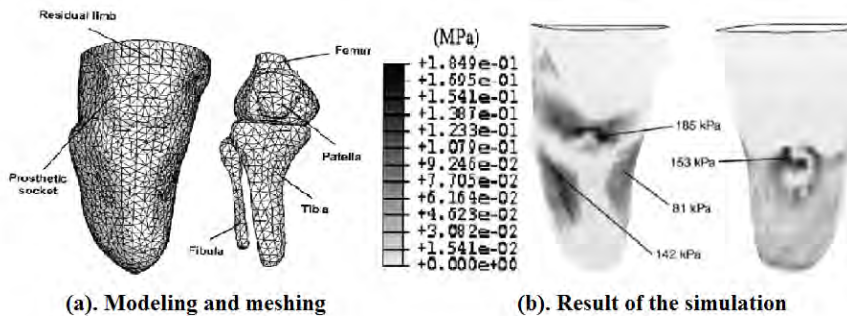 Residual limb
Femur
Patella
Prosthetic
socket
Tibia
Fibula
(MPa)
+1.849e-01
+1.695e-01
+1.541e-01
+1.387e-01
+1.233e-01
+1.079e-01
+9.246e-02
+7.705e-02
+6.164e-02
+4.623e-02
+3.082e-02
+1.541e-02
+0.000e+00
185 kPa
153 kPa
81 kPa
142 kPa
(a). Modeling and meshing
(b). Result of the simulation